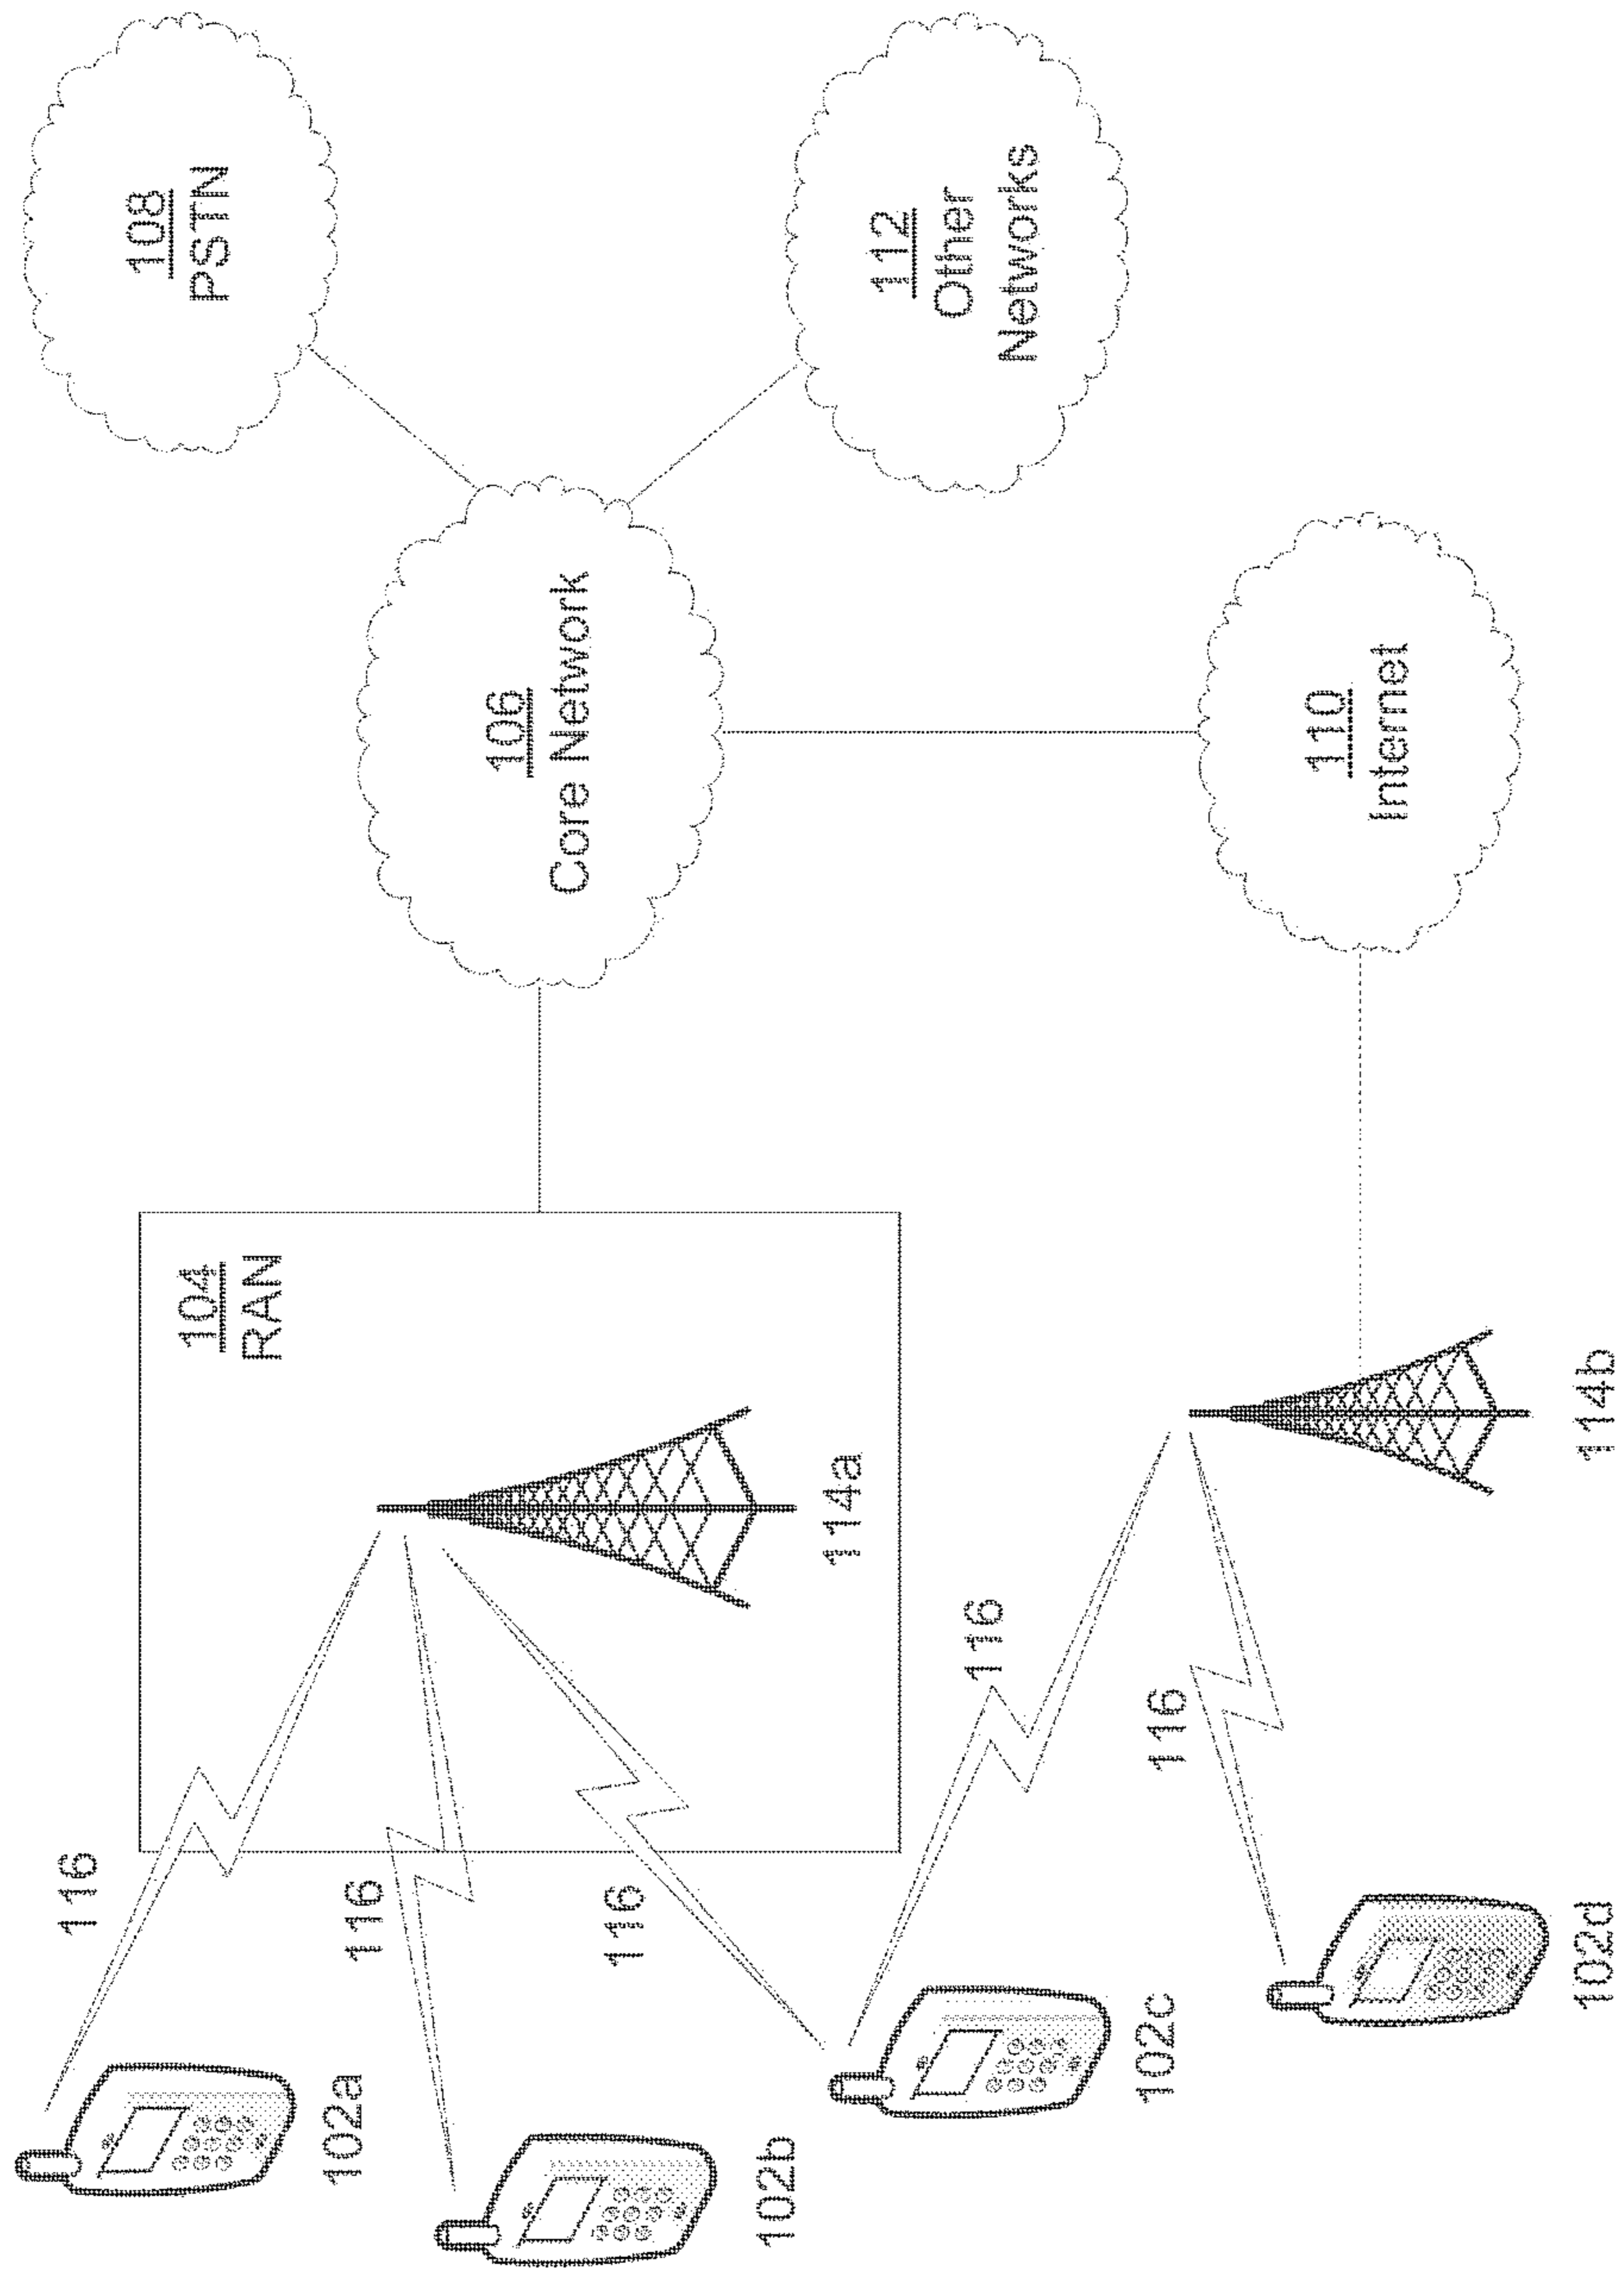 102a
116
102b
116
116
102c
116
116
102d
104
RAN
114a
114b
106
Core Network
110
Internet
108
PSTN
112
Other
Networks